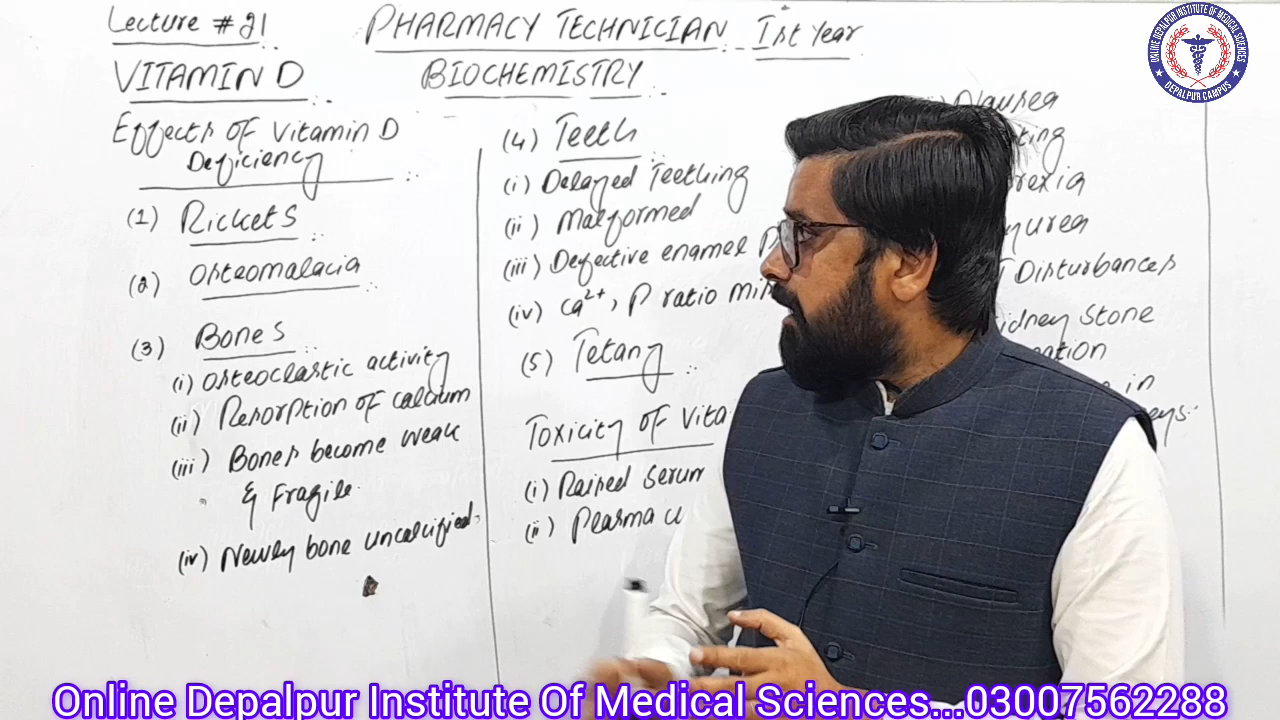 Lecture # 21
PHARMACY TECHNICIAN Ist Year
VITAMIN D
BIOCHEMISTRY
Effects of Vitamin D
Deficiency
(1) Rickets
(2) Osteomalacia
(3) Bones
(i) Osteoclastic activity
(ii) Resorption of calcium
(iii) Bones become weak
& Fragile.
(iv) Newly bone uncalcified.
(4) Teeth
(i) Delayed Teething
(ii) Malformed
(iii) Defective enamel
(iv) Ca2+, P ratio
(5) Tetany
Toxicity of
(i) Raised Serum
(ii) Plasma
Nausea
Disturbances
Stone
in
ONLINE DEPALPUR INSTITUTE OF MEDICAL SCIENCES
DEPALPUR CAMPUS
Online Depalpur Institute Of Medical Sciences...03007562288